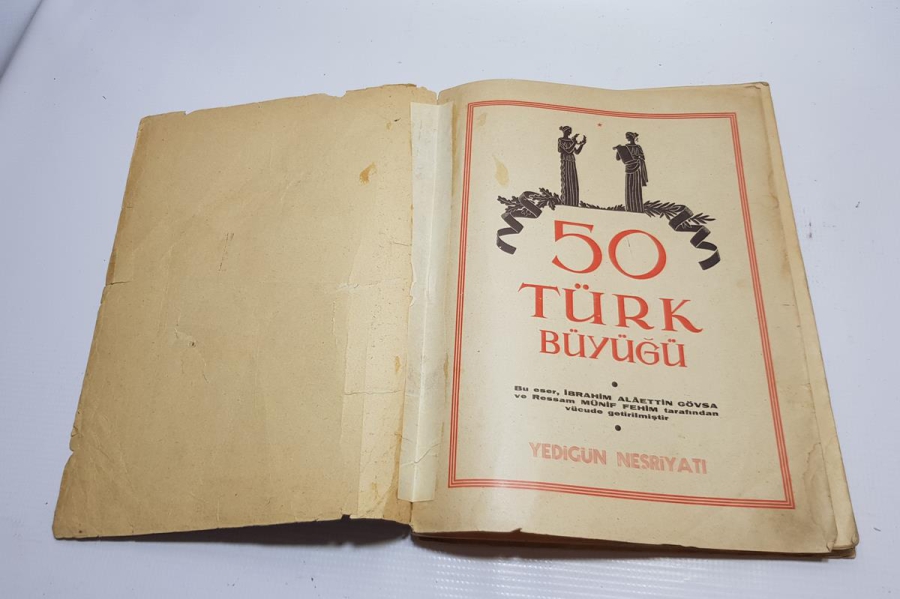 50
TÜRK
BÜYÜĞÜ
Bu eser, İBRAHİM ALÂETTİN GÖVSA
ve Ressam MÜNİF FEHİM tarafından
vücude getirilmiştir
YEDİGÜN NEŞRİYATI